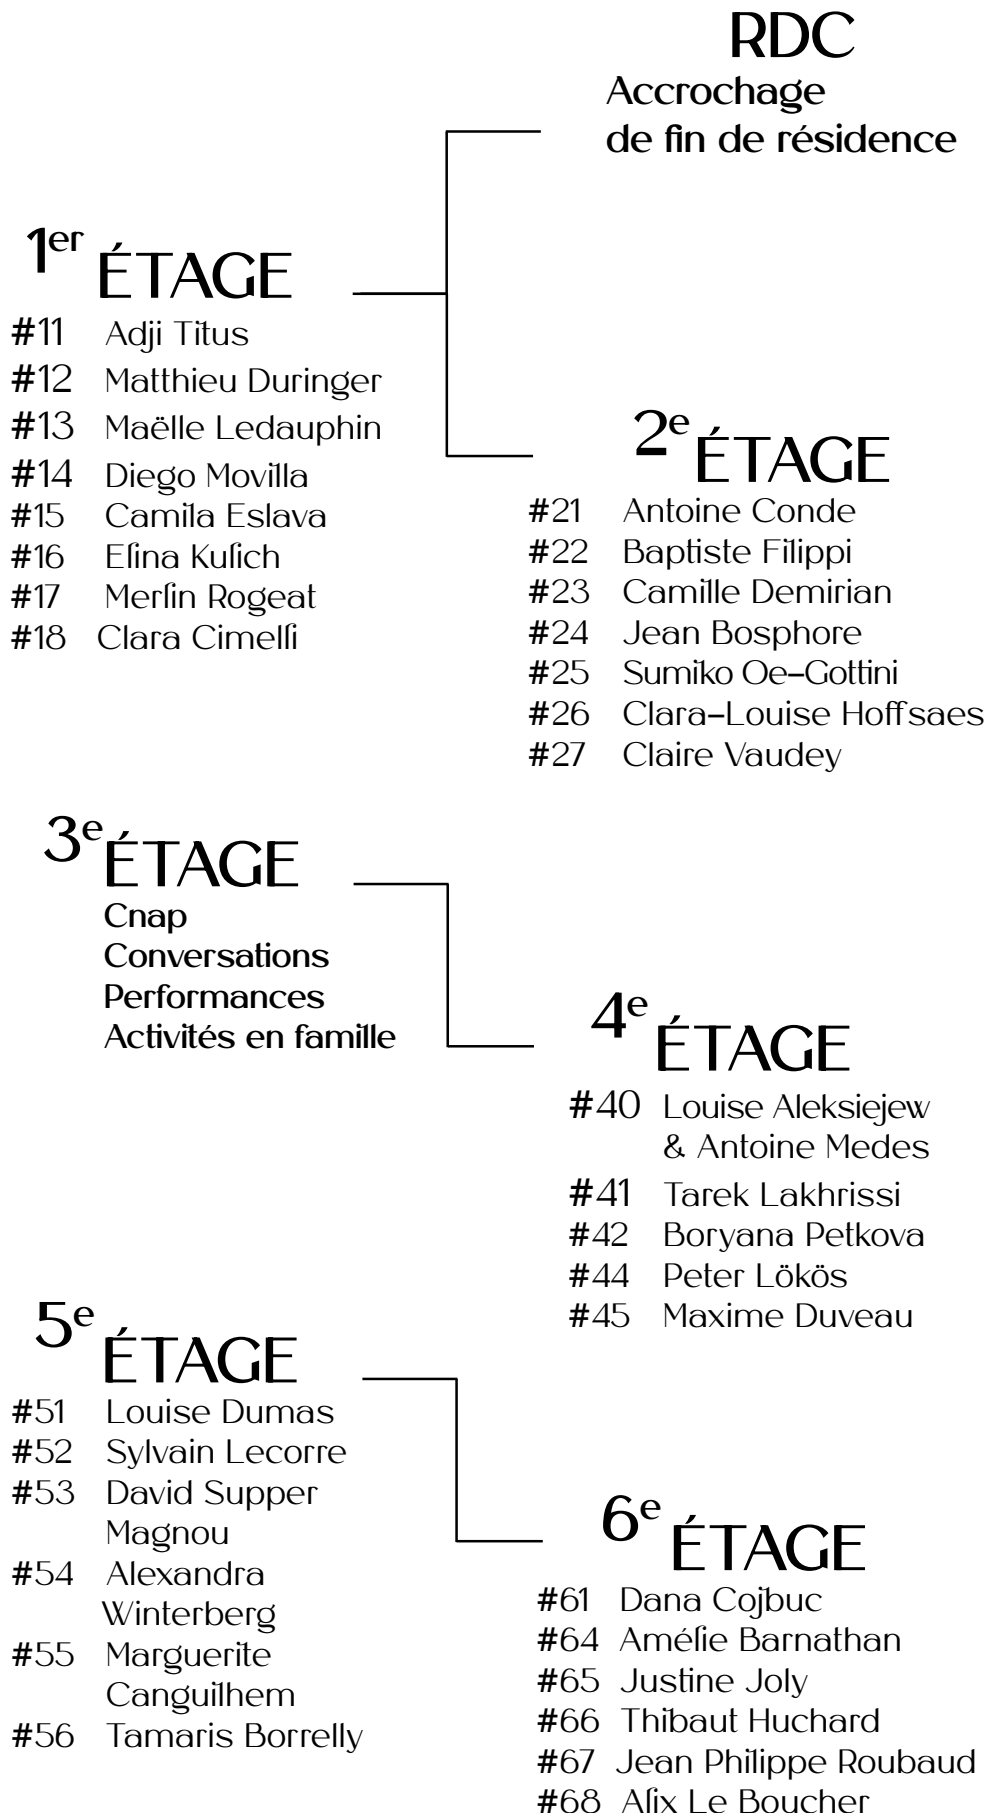 RDC
Accrochage
de fin de résidence
1er ÉTAGE
#11 Adji Titus
#12 Matthieu Duringer
#13 Maëlle Ledauphin
#14 Diego Movilla
#15 Camila Eslava
#16 Elina Kulich
#17 Merlin Rogeat
#18 Clara Cimelli
2e ÉTAGE
#21 Antoine Conde
#22 Baptiste Filippi
#23 Camille Demirian
#24 Jean Bosphore
#25 Sumiko Oe-Gottini
#26 Clara-Louise Hoffsaes
#27 Claire Vaudey
3e ÉTAGE
Cnap
Conversations
Performances
Activités en famille
4e ÉTAGE
#40 Louise Aleksiejew
& Antoine Medes
#41 Tarek Lakhrissi
#42 Boryana Petkova
#44 Peter Lökös
#45 Maxime Duveau
5e ÉTAGE
#51 Louise Dumas
#52 Sylvain Lecorre
#53 David Supper
Magnou
#54 Alexandra
Winterberg
#55 Marguerite
Canguilhem
#56 Tamaris Borrelly
6e ÉTAGE
#61 Dana Cojbuc
#64 Amélie Barnathan
#65 Justine Joly
#66 Thibaut Huchard
#67 Jean Philippe Roubaud
#68 Alix Le Boucher